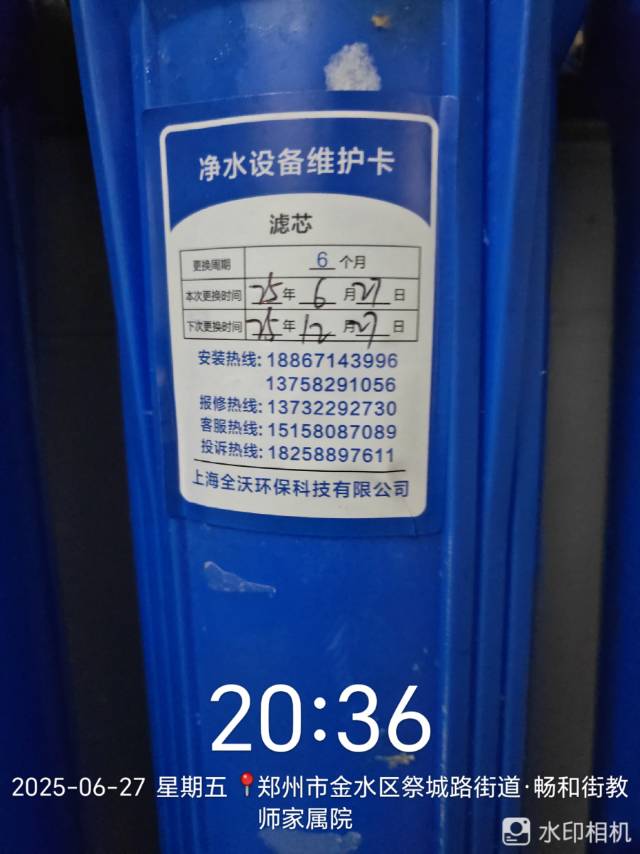 净水设备维护卡
滤芯
更换周期 6 个月
本次更换时间 25年 6 月 27 日
下次更换时间 25年 12 月 27 日
安装热线: 18867143996
13758291056
报修热线: 13732292730
客服热线: 15158087089
投诉热线: 18258897611
上海全沃环保科技有限公司
20:36
2025-06-27 星期五 郑州市金水区祭城路街道·畅和街教
师家属院
水印相机